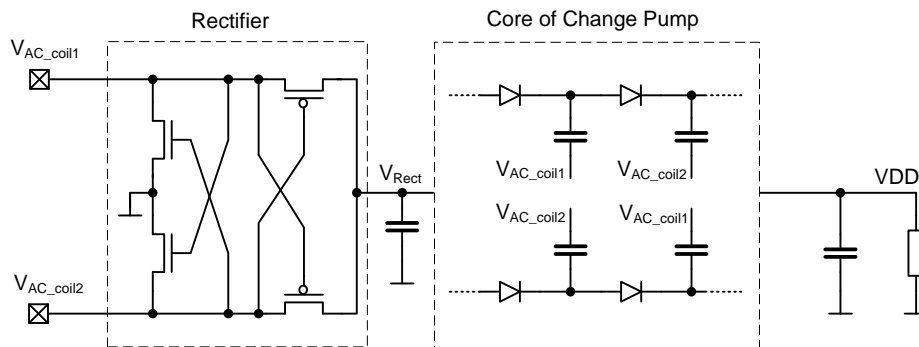 Rectifier
Core of Change Pump
VAC_coil1
VRect
VAC_coil1
VAC_coil2
VDD
VAC_coil2
VAC_coil1
VAC_coil2